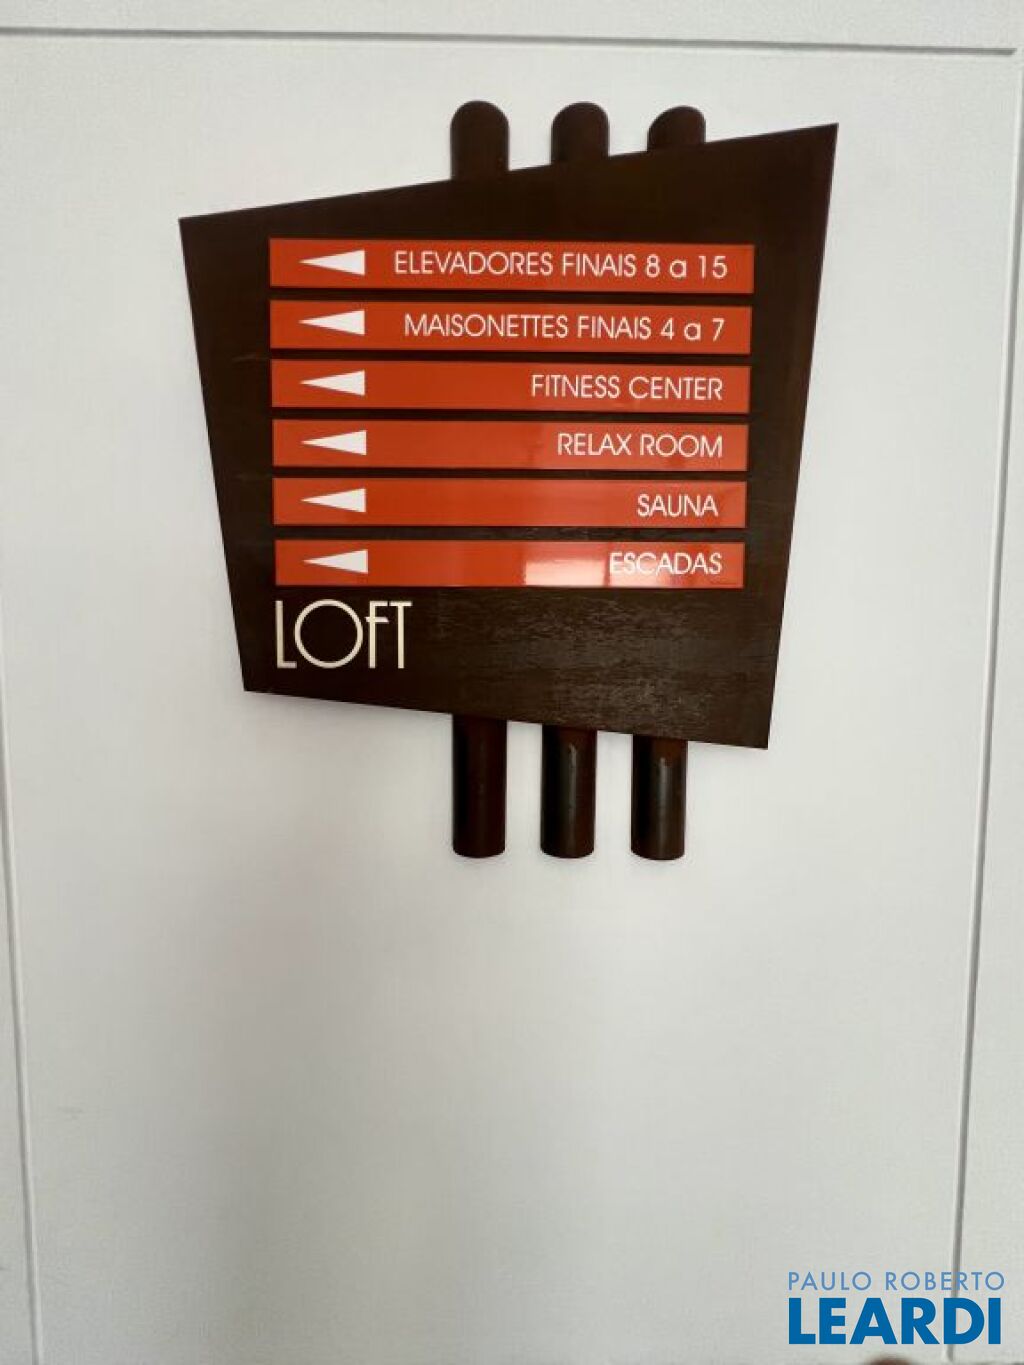 ELEVADORES FINAIS 8 a 15
MAISONETTES FINAIS 4 a 7
FITNESS CENTER
RELAX ROOM
SAUNA
ESCADAS
LOFT
PAULO ROBERTO
LEARDI